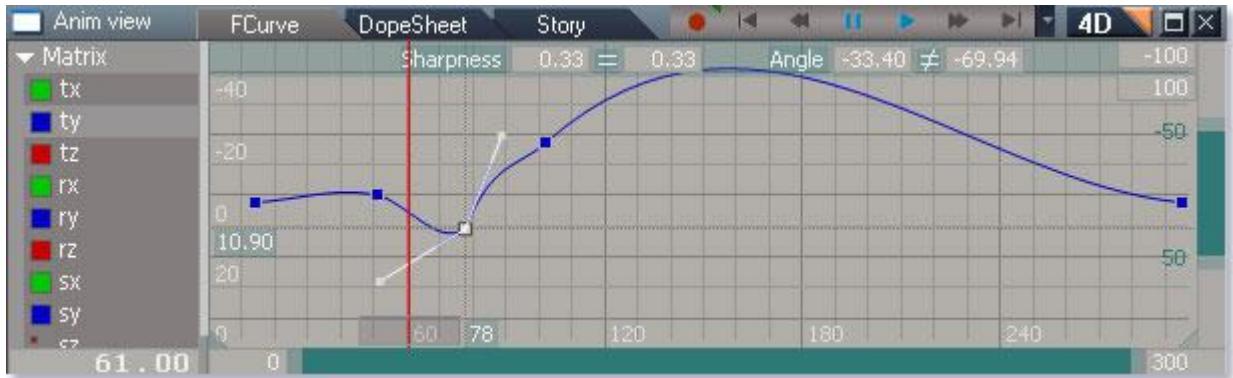 Anim view FCurve DopeSheet Story 4D
Matrix Sharpness 0.33 = 0.33 Angle -33.40 ≠ -69.94 -100
tx -40 100
ty -50
tz -20
rx
ry 0
rz 10.90 50
sx 20
sy
sz 0 60 78 120 180 240
61.00 0 300